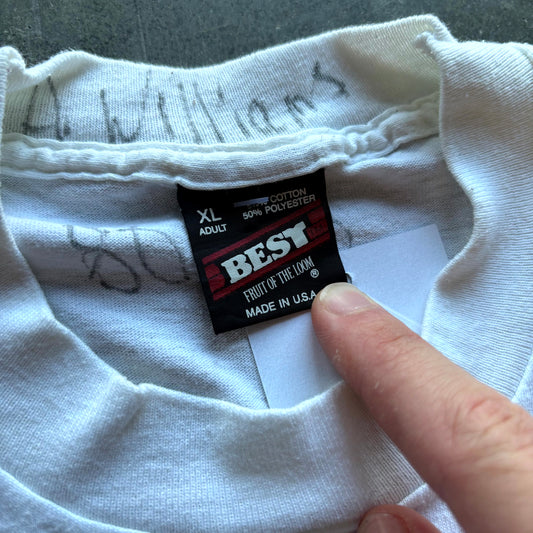 A. Williams
XL
ADULT
COTTON
50% POLYESTER
BEST
FRUIT OF THE LOOM ®
MADE IN U.S.A.